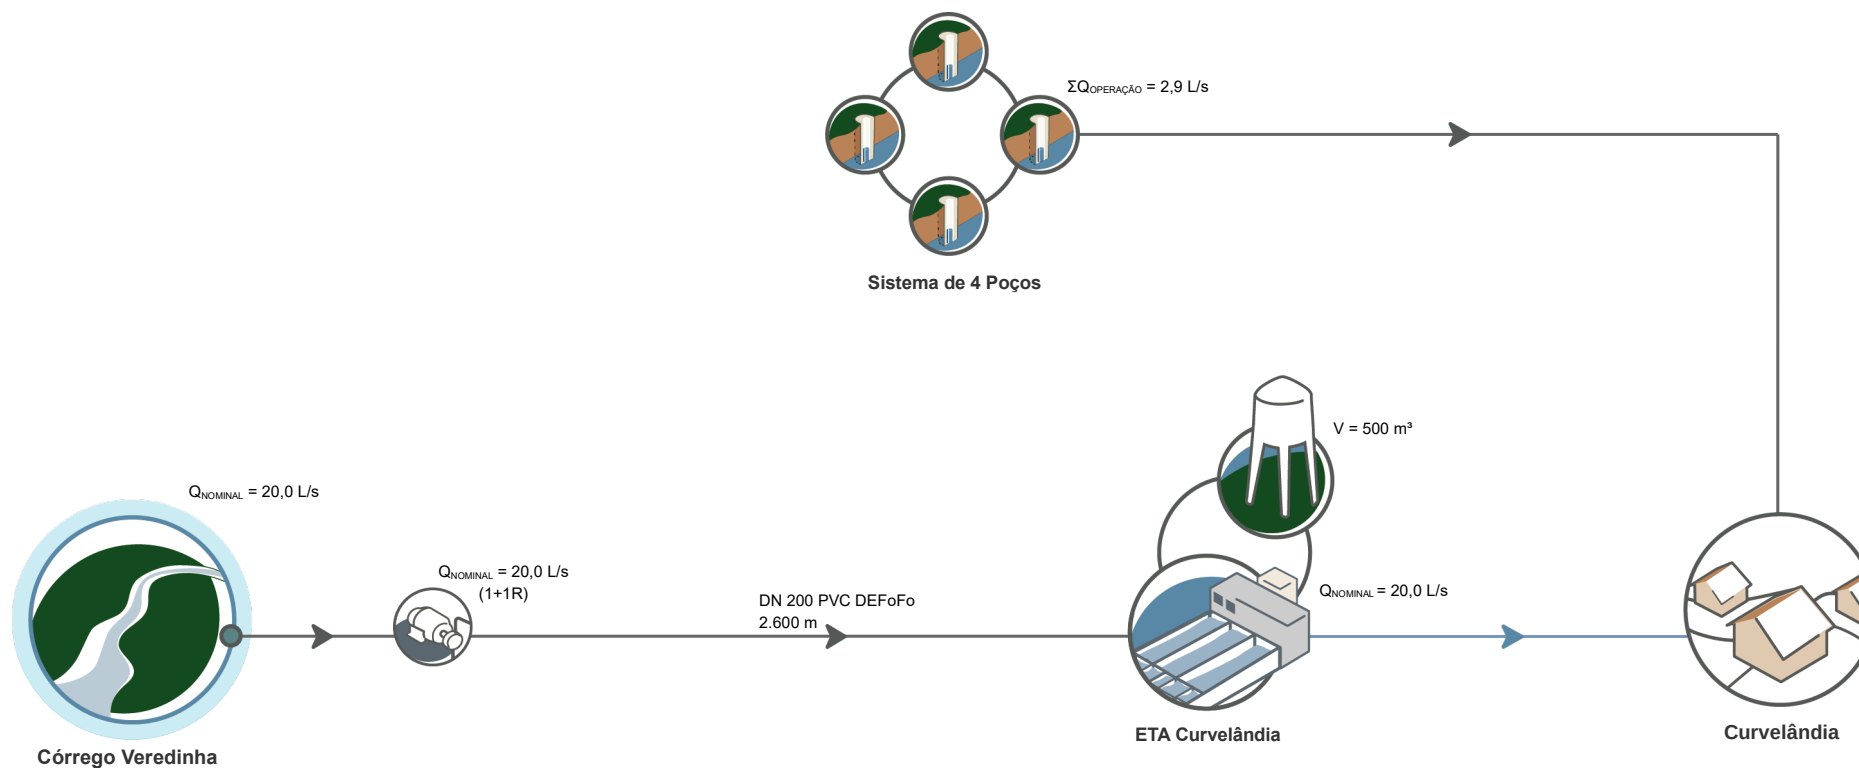 ΣQOPERAÇÃO = 2,9 L/s
Sistema de 4 Poços
V = 500 m³
QNOMINAL = 20,0 L/s
QNOMINAL = 20,0 L/s
(1+1R)
DN 200 PVC DEFoFo
2.600 m
QNOMINAL = 20,0 L/s
ETA Curvelândia
Curvelândia
Córrego Veredinha